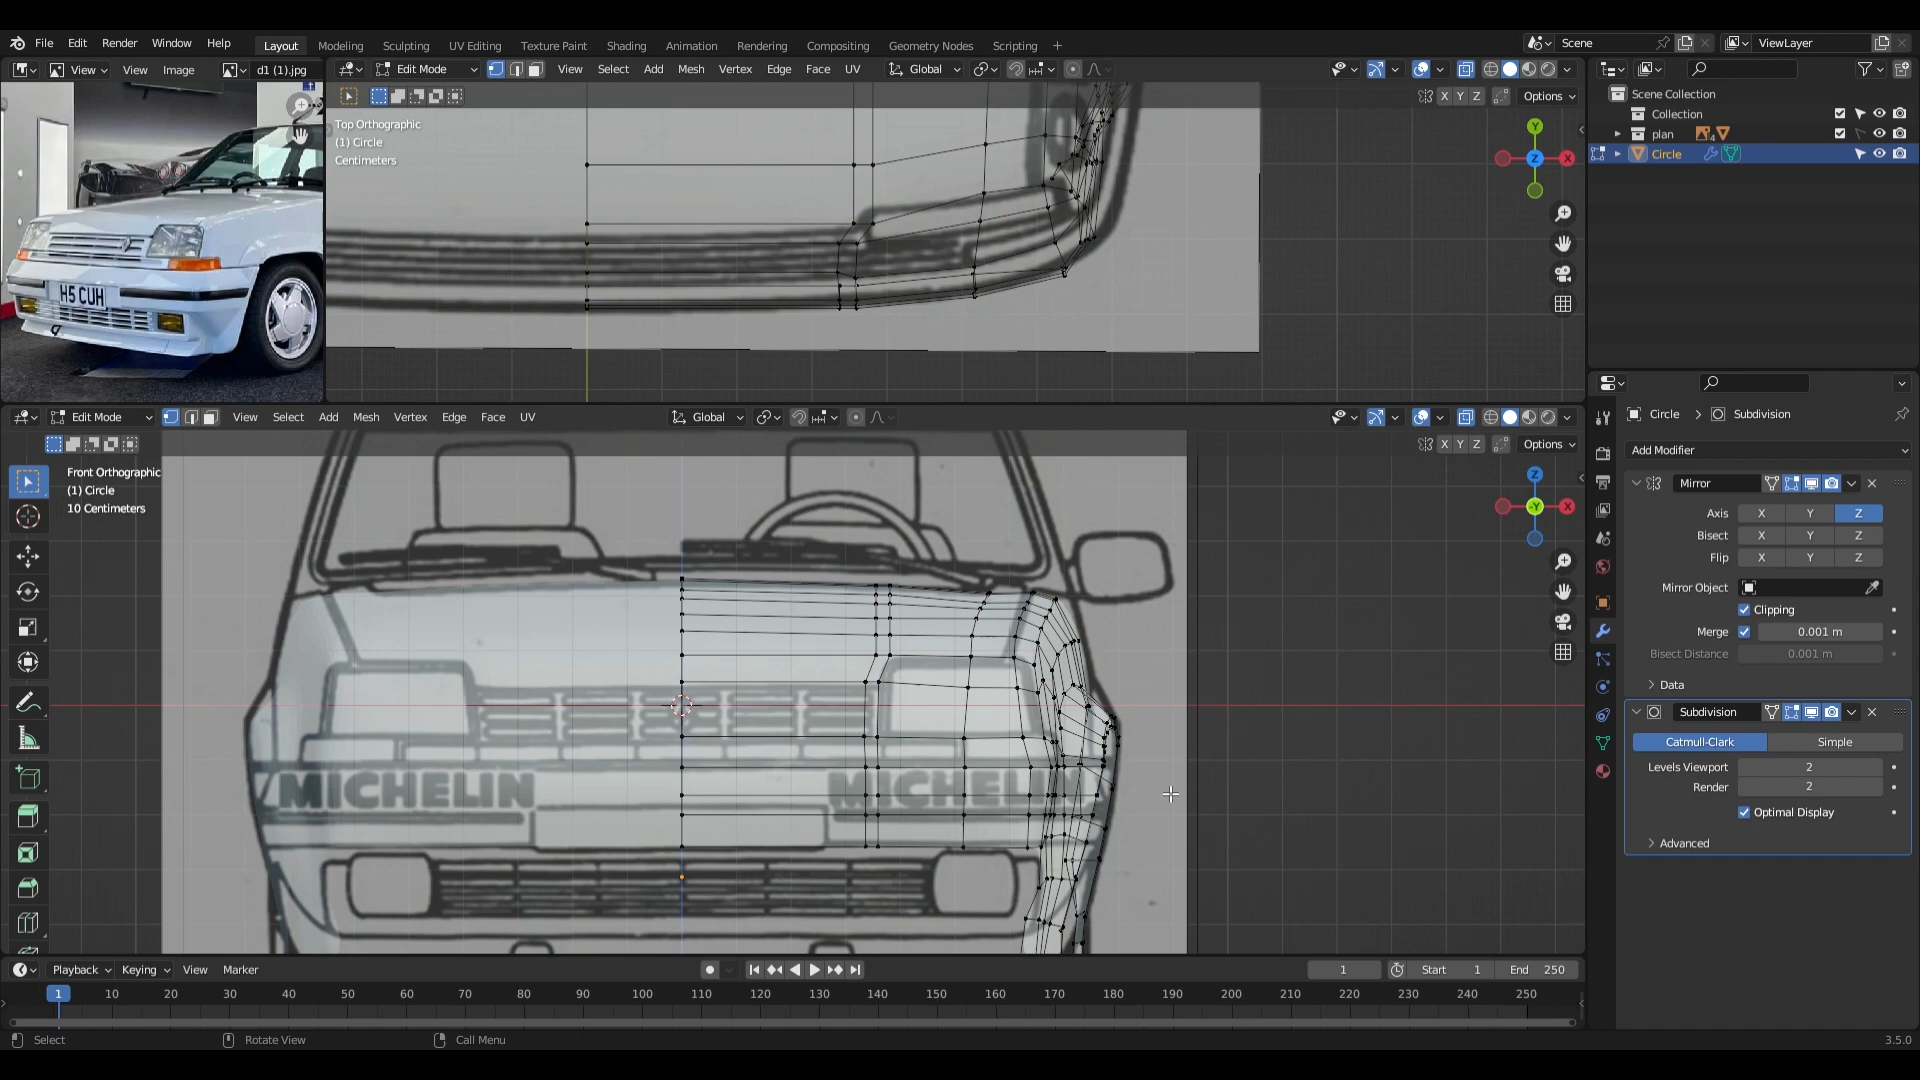 File Edit Render Window Help Layout Modeling Sculpting UV Editing Texture Paint Shading Animation Rendering Compositing Geometry Nodes Scripting + Scene ViewLayer
View View Image d1 (1).jpg Edit Mode View Select Add Mesh Vertex Edge Face UV Global
X Y Z Options
Top Orthographic
(1) Circle
Centimeters
Y
Z
X
H5 CUH
Scene Collection
Collection
plan 4
Circle
Circle > Subdivision
Add Modifier
Mirror
Axis X Y Z
Bisect X Y Z
Flip X Y Z
Mirror Object
Clipping
Merge 0.001 m
Bisect Distance 0.001 m
Data
Subdivision
Catmull-Clark Simple
Levels Viewport 2
Render 2
Optimal Display
Advanced
Edit Mode View Select Add Mesh Vertex Edge Face UV Global
X Y Z Options
Front Orthographic
(1) Circle
10 Centimeters
Z
-Y
X
MICHELIN MICHELIN
Playback Keying View Marker 1 Start 1 End 250
1 10 20 30 40 50 60 70 80 90 100 110 120 130 140 150 160 170 180 190 200 210 220 230 240 250
Select Rotate View Call Menu 3.5.0